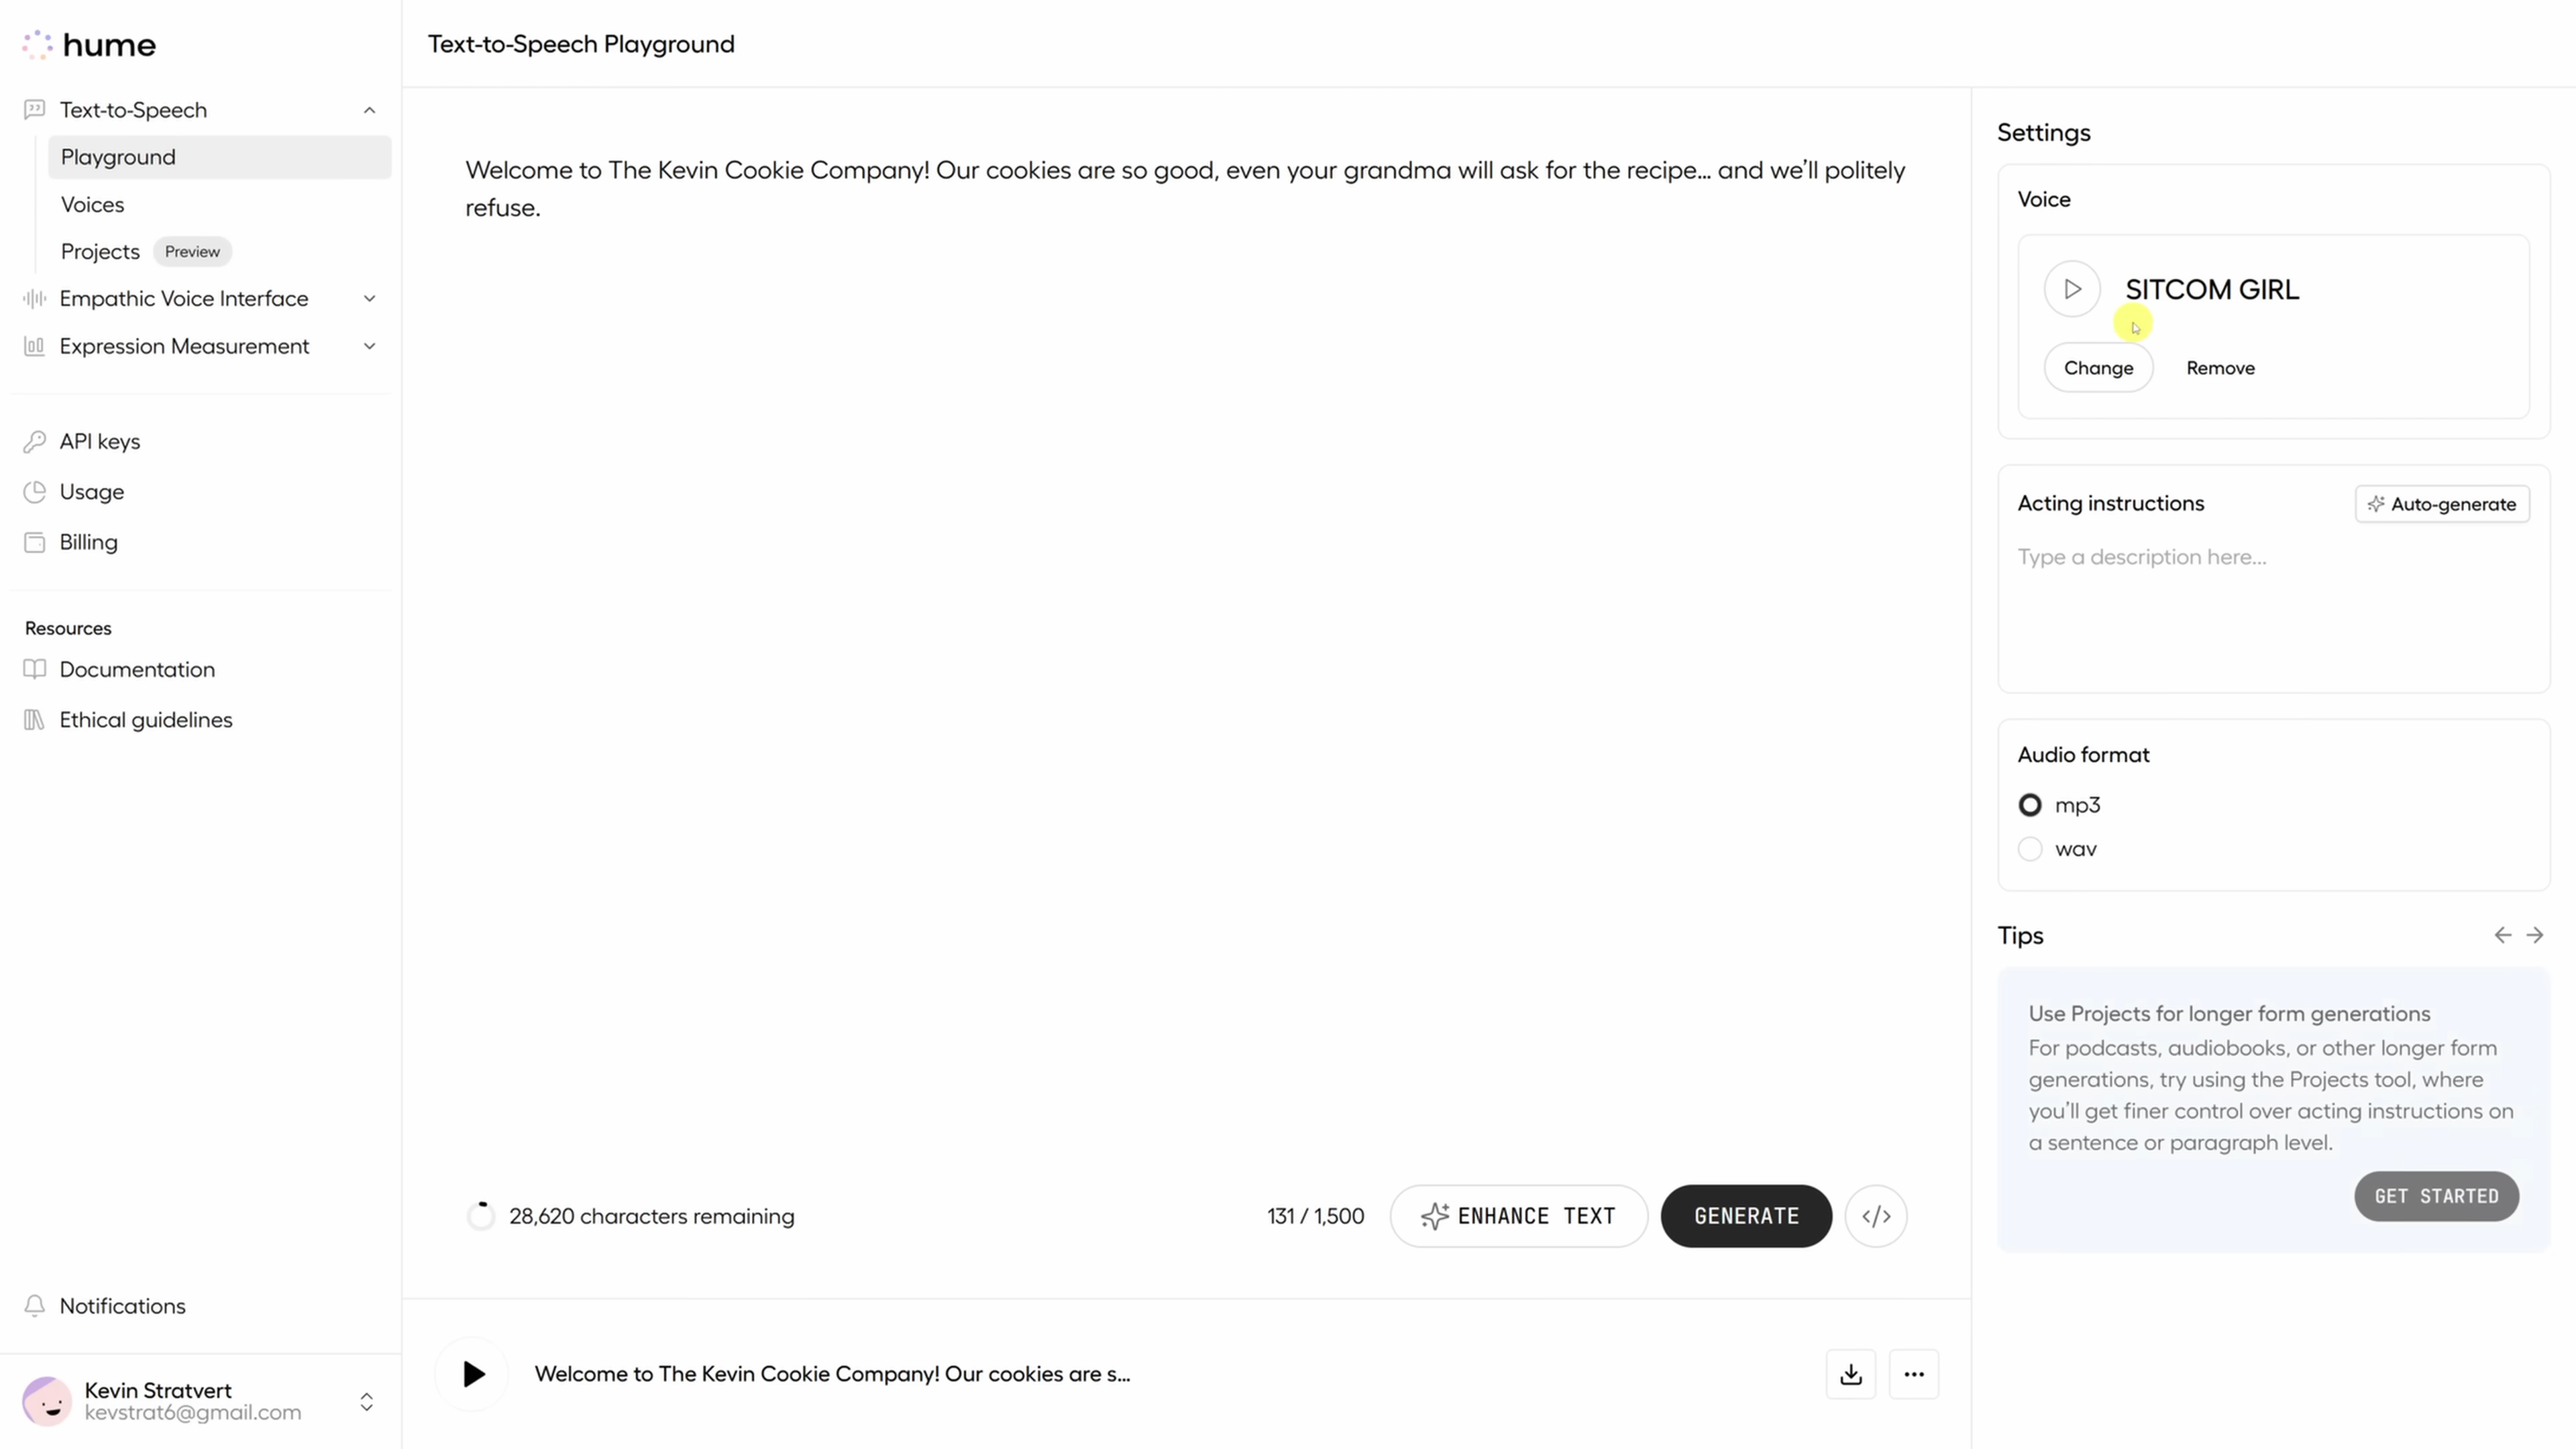 hume
Text-to-Speech
Playground
Voices
Projects Preview
Empathic Voice Interface
Expression Measurement
API keys
Usage
Billing
Resources
Documentation
Ethical guidelines
Notifications
Kevin Stratvert
kevstrat6@gmail.com
Text-to-Speech Playground
Welcome to The Kevin Cookie Company! Our cookies are so good, even your grandma will ask for the recipe... and we’ll politely
refuse.
28,620 characters remaining
131 / 1,500
ENHANCE TEXT
GENERATE
</>
Welcome to The Kevin Cookie Company! Our cookies are s...
Settings
Voice
SITCOM GIRL
Change
Remove
Acting instructions
Auto-generate
Type a description here...
Audio format
mp3
wav
Tips
Use Projects for longer form generations
For podcasts, audiobooks, or other longer form
generations, try using the Projects tool, where
you’ll get finer control over acting instructions on
a sentence or paragraph level.
GET STARTED